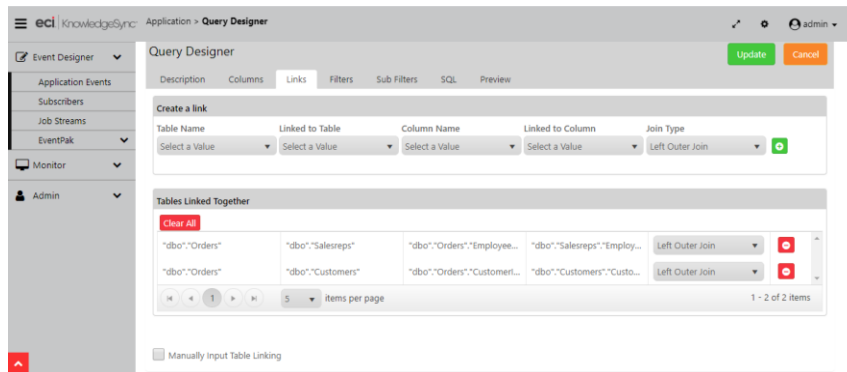 eci KnowledgeSync
Application > Query Designer
admin
Event Designer
Application Events
Subscribers
Job Streams
EventPak
Monitor
Admin
Query Designer
Update
Cancel
Description
Columns
Links
Filters
Sub Filters
SQL
Preview
Create a link
Table Name
Linked to Table
Column Name
Linked to Column
Join Type
Select a Value
Select a Value
Select a Value
Select a Value
Left Outer Join
Tables Linked Together
Clear All
"dbo"."Orders"
"dbo"."Salesreps"
"dbo"."Orders"."Employee...
"dbo"."Salesreps"."Employ...
Left Outer Join
"dbo"."Orders"
"dbo"."Customers"
"dbo"."Orders"."CustomerI...
"dbo"."Customers"."Custo...
Left Outer Join
1
5
items per page
1 - 2 of 2 items
Manually Input Table Linking